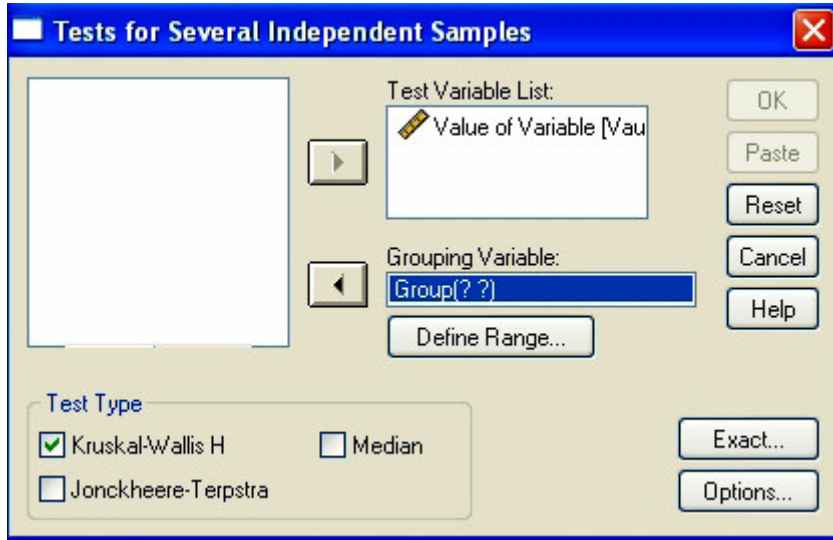 Tests for Several Independent Samples
Test Variable List:
Value of Variable [Vau
OK
Paste
Reset
Cancel
Help
Grouping Variable:
Group(? ?)
Define Range...
Test Type
Kruskal-Wallis H
Median
Jonckheere-Terpstra
Exact...
Options...